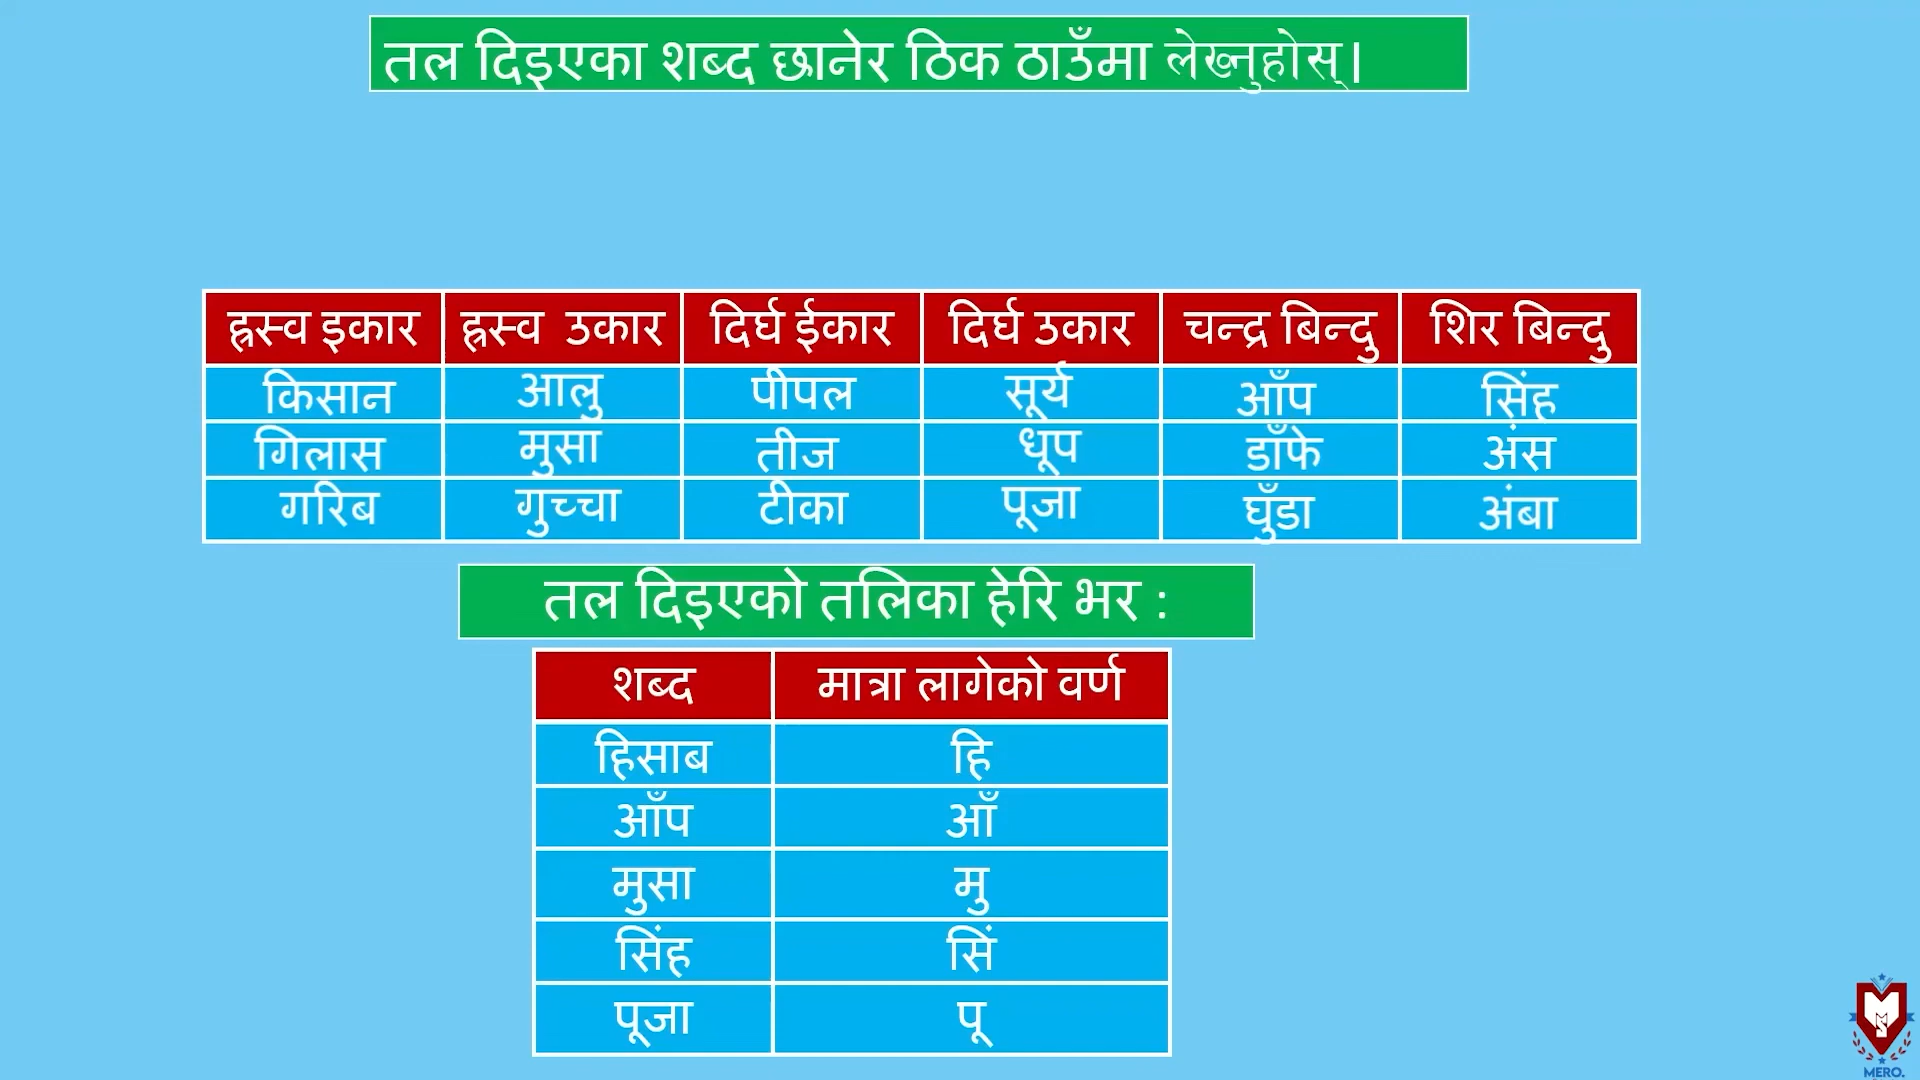 तल दिइएका शब्द छानेर ठिक ठाउँमा लेख्नुहोस्।
ह्रस्व इकार ह्रस्व उकार दिर्घ ईकार दिर्घ उकार चन्द्र बिन्दु शिर बिन्दु
किसान आलु पीपल सूर्य आँप सिंह
गिलास मुसा तीज धूप डाँफे अंस
गरिब गुच्चा टीका पूजा घुँडा अंबा
तल दिइएको तलिका हेरि भर :
शब्द मात्रा लागेको वर्ण
हिसाब हि
आँप आँ
मुसा मु
सिंह सिं
पूजा पू
MERO.